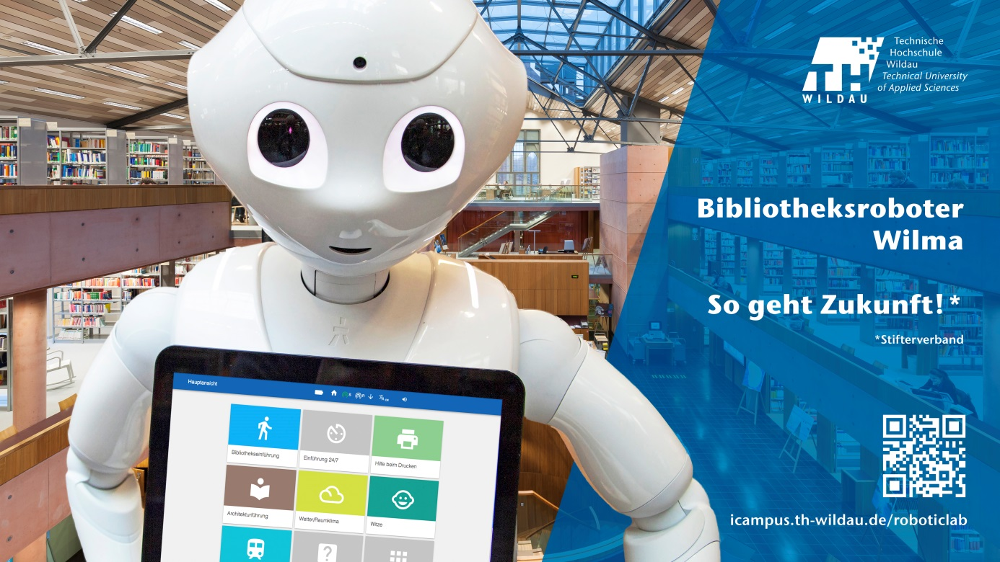 Technische
Hochschule
Wildau
Technical University
of Applied Sciences
TH
WILDAU
Bibliotheksroboter
Wilma
So geht Zukunft!*
*Stifterverband
icampus.th-wildau.de/roboticlab
Hauptansicht
Bibliothekseinführung
Einführung 24/7
Hilfe beim Drucken
Architekturführung
Wetter/Raumklima
Witze